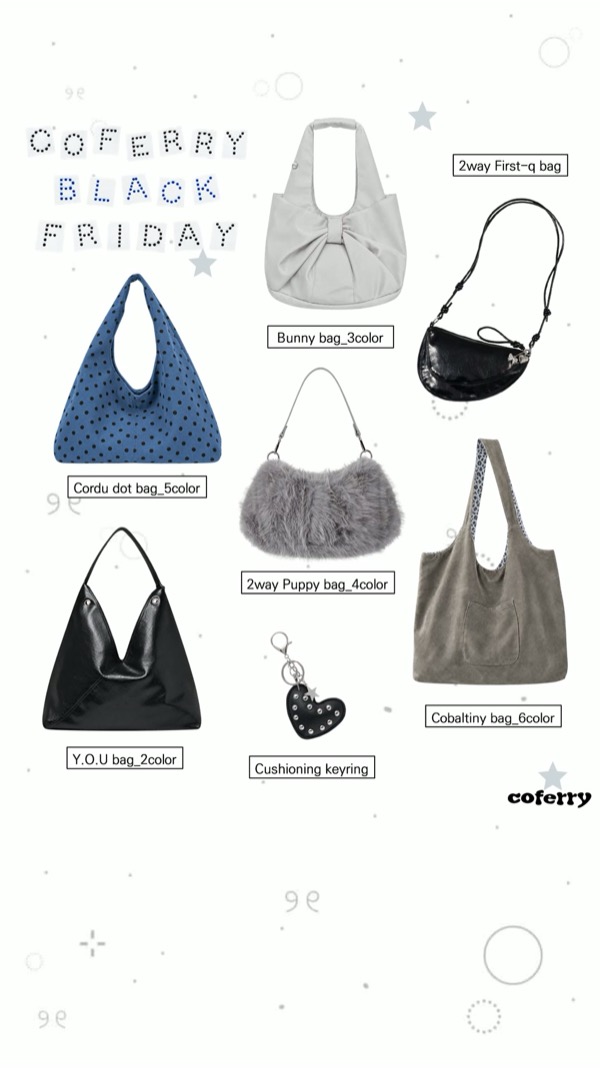 COFERRY
BLACK
FRIDAY
2way First-q bag
Bunny bag_3color
Cordu dot bag_5color
2way Puppy bag_4color
Cobaltiny bag_6color
Y.O.U bag_2color
Cushioning keyring
coferry